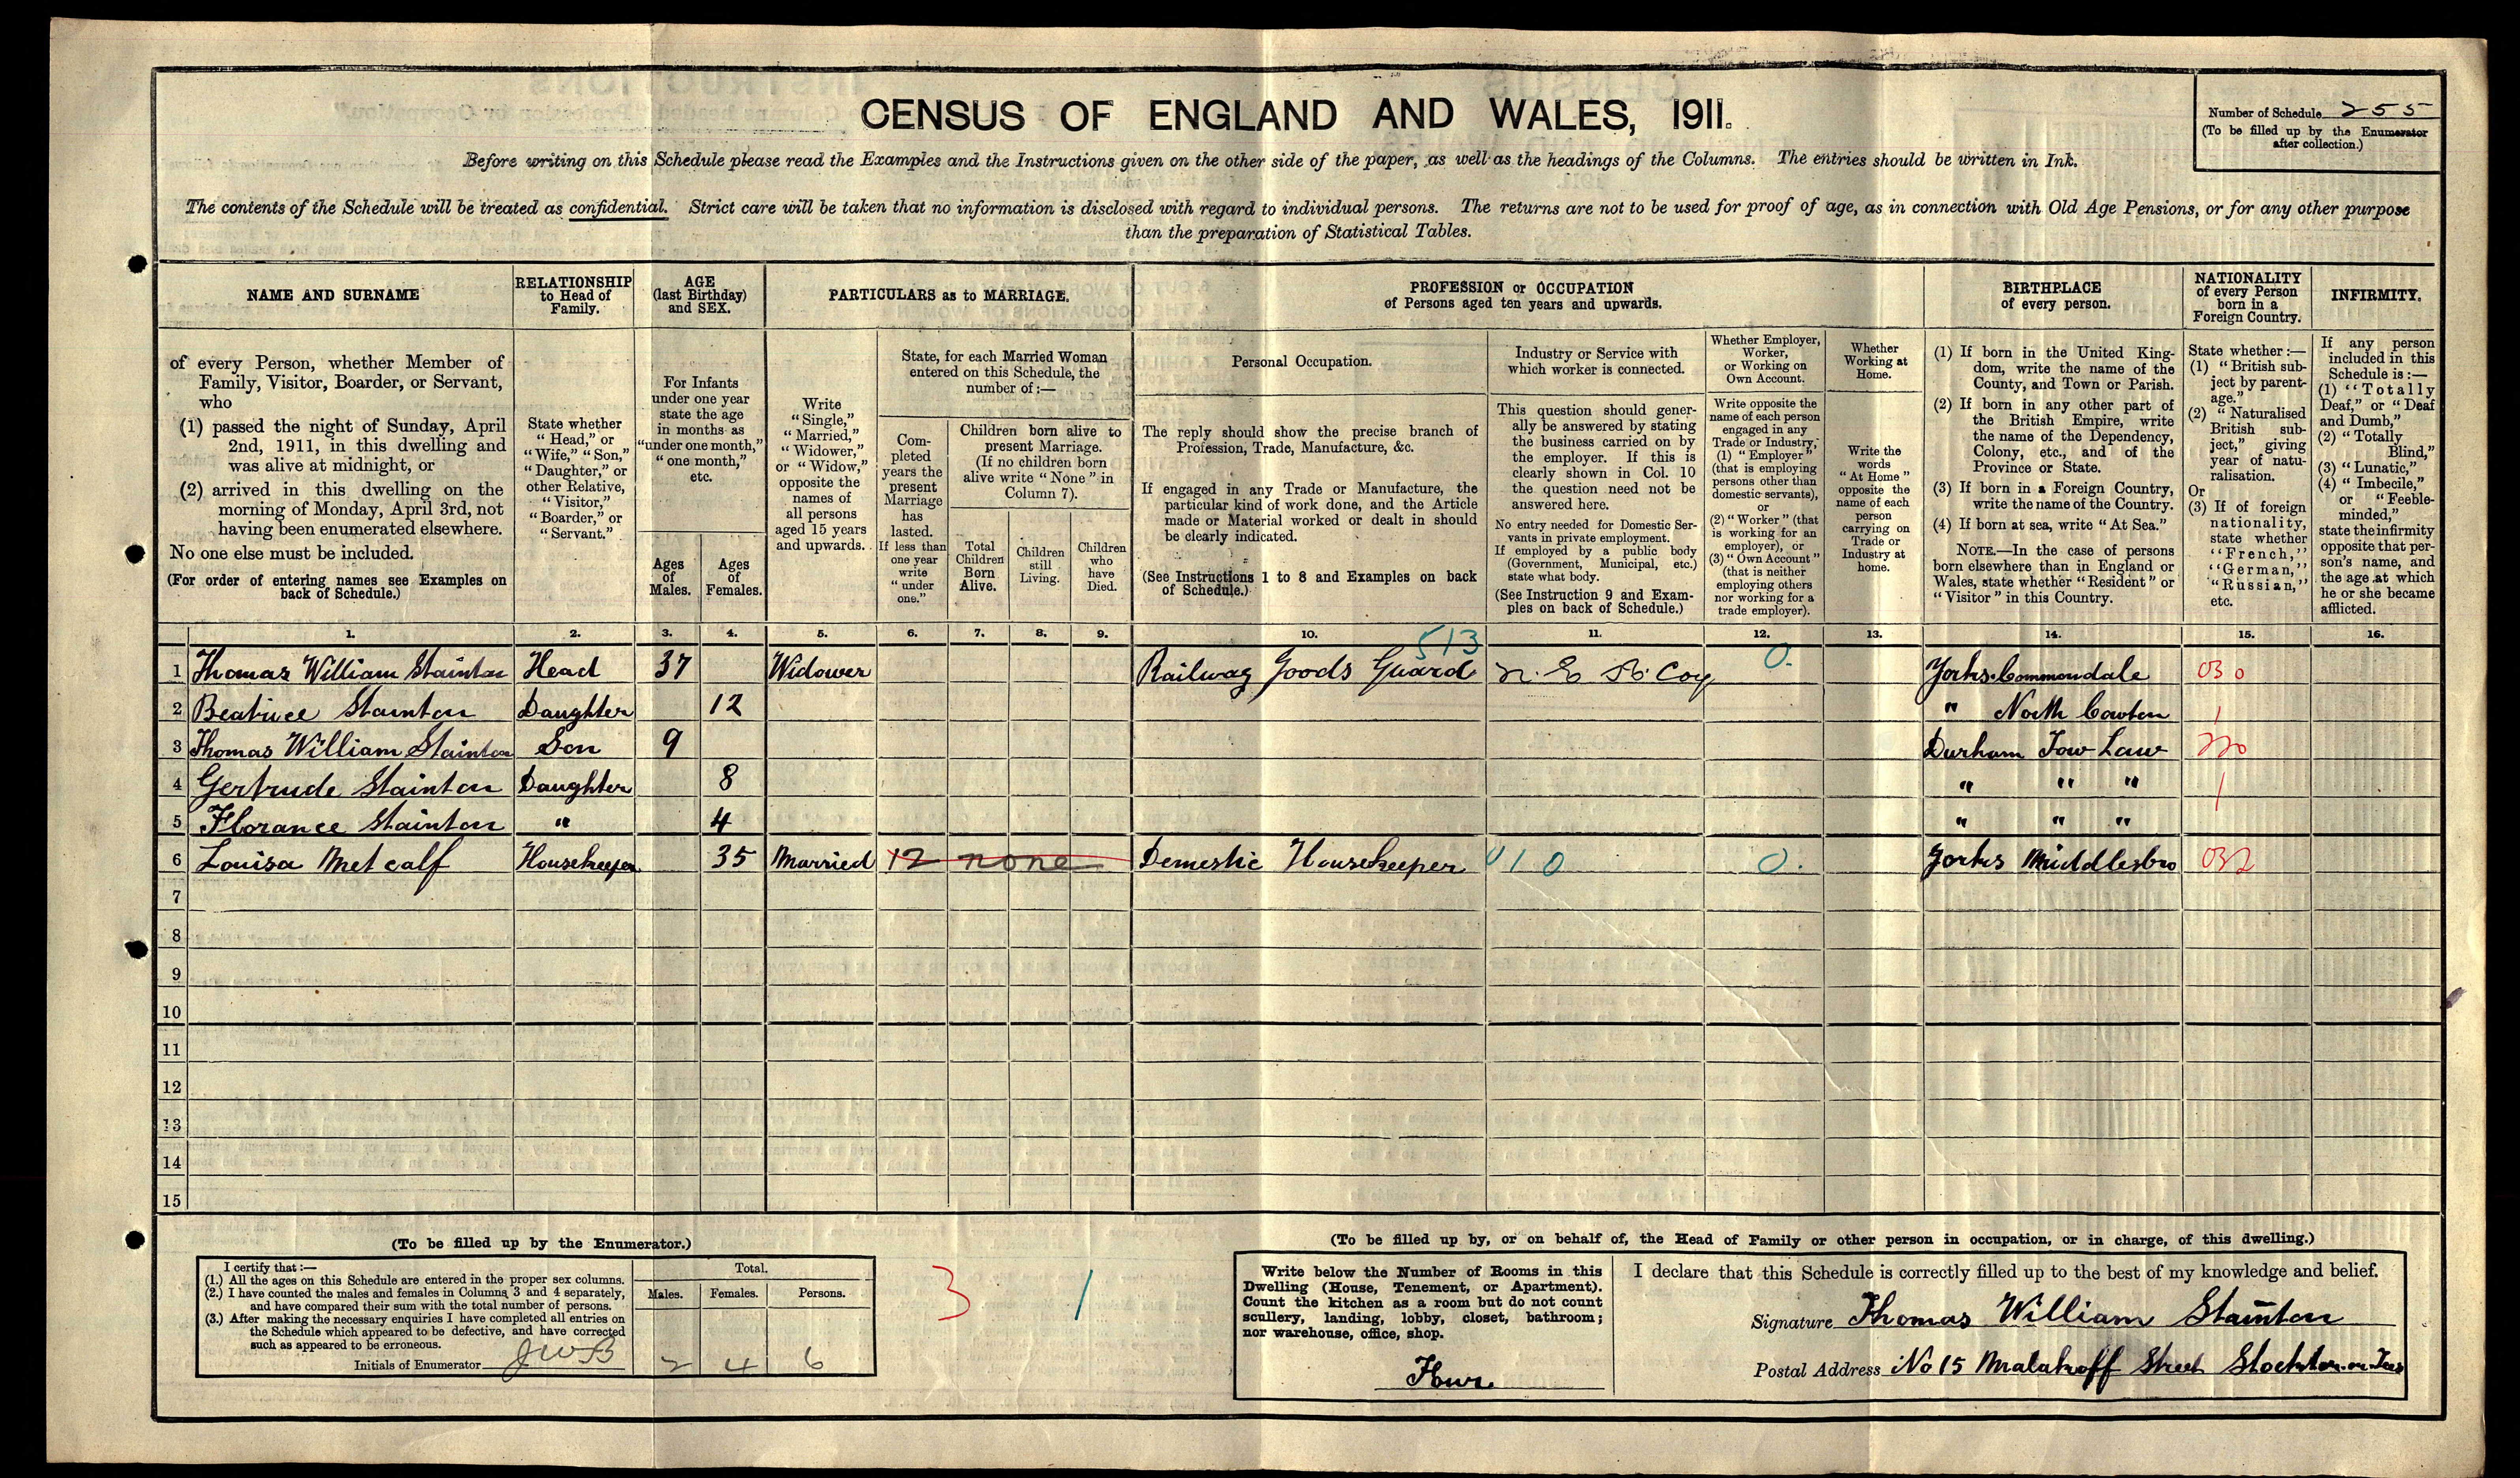 CENSUS OF ENGLAND AND WALES, 1911.
Number of Schedule 255
(To be filled up by the Enumerator
after collection.)
Before writing on this Schedule please read the Examples and the Instructions given on the other side of the paper, as well as the headings of the Columns. The entries should be written in Ink.
The contents of the Schedule will be treated as confidential. Strict care will be taken that no information is disclosed with regard to individual persons. The returns are not to be used for proof of age, as in connection with Old Age Pensions, or for any other purpose
than the preparation of Statistical Tables.
NAME AND SURNAME
of every Person, whether Member of
Family, Visitor, Boarder, or Servant,
who
(1) passed the night of Sunday, April
2nd, 1911, in this dwelling and
was alive at midnight, or
(2) arrived in this dwelling on the
morning of Monday, April 3rd, not
having been enumerated elsewhere.
No one else must be included.
(For order of entering names see Examples on
back of Schedule.)
RELATIONSHIP
to Head of
Family.
State whether
"Head," or
"Wife," "Son,"
"Daughter," or
other Relative,
"Visitor,"
"Boarder," or
"Servant."
AGE
(last Birthday)
and SEX.
For Infants
under one year
state the age
in months as
"under one month,"
"one month,"
etc.
Ages
of
Males.
Ages
of
Females.
PARTICULARS as to MARRIAGE.
Write
"Single,"
"Married,"
"Widower,"
or "Widow,"
opposite the
names of
all persons
aged 15 years
and upwards.
State, for each Married Woman
entered on this Schedule, the
number of :—
Com-
pleted
years the
present
Marriage
has
lasted.
If less than
one year
write
"under
one."
Children born alive to
present Marriage.
(If no children born
alive write "None" in
Column 7).
Total
Children
Born
Alive.
Children
still
Living.
Children
who
have
Died.
PROFESSION or OCCUPATION
of Persons aged ten years and upwards.
Personal Occupation.
The reply should show the precise branch of
Profession, Trade, Manufacture, &c.
If engaged in any Trade or Manufacture, the
particular kind of work done, and the Article
made or Material worked or dealt in should
be clearly indicated.
(See Instructions 1 to 8 and Examples on back
of Schedule.)
Industry or Service with
which worker is connected.
This question should gener-
ally be answered by stating
the business carried on by
the employer. If this is
clearly shown in Col. 10
the question need not be
answered here.
No entry needed for Domestic Ser-
vants in private employment.
If employed by a public body
(Government, Municipal, etc.)
state what body.
(See Instruction 9 and Exam-
ples on back of Schedule.)
Whether Employer,
Worker,
or Working on
Own Account.
Write opposite the
name of each person
engaged in any
Trade or Industry,
(1) "Employer"
(that is employing
persons other than
domestic servants),
or
(2) "Worker" (that
is working for an
employer), or
(3) "Own Account"
(that is neither
employing others
nor working for a
trade employer).
Whether
Working at
Home.
Write the
words
"At Home"
opposite the
name of each
person
carrying on
Trade or
Industry at
home.
BIRTHPLACE
of every person.
(1) If born in the United King-
dom, write the name of the
County, and Town or Parish.
(2) If born in any other part of
the British Empire, write
the name of the Dependency,
Colony, etc., and of the
Province or State.
(3) If born in a Foreign Country,
write the name of the Country.
(4) If born at sea, write "At Sea."
NOTE.—In the case of persons
born elsewhere than in England or
Wales, state whether "Resident" or
"Visitor" in this Country.
NATIONALITY
of every Person
born in a
Foreign Country.
State whether :—
(1) "British sub-
ject by parent-
age."
(2) "Naturalised
British sub-
ject," giving
year of natu-
ralisation.
Or
(3) If of foreign
nationality,
state whether
"French,"
"German,"
"Russian,"
etc.
INFIRMITY.
If any person
included in this
Schedule is :—
(1) "Totally
Deaf," or "Deaf
and Dumb,"
(2) "Totally
Blind,"
(3) "Lunatic,"
(4) "Imbecile,"
or "Feeble-
minded,"
state the infirmity
opposite that per-
son's name, and
the age at which
he or she became
afflicted.
1. 2. 3. 4. 5. 6. 7. 8. 9. 10. 11. 12. 13. 14. 15. 16.
513
1 Thomas William Stainton Head 37 Widower Railway Goods Guard N. E. R. Coy 0. Yorks. Commondale 030
2 Beatrice Stainton Daughter 12 " North Cowton 1
3 Thomas William Stainton Son 9 Durham Tow Law 220
4 Gertrude Stainton Daughter 8 " " " 1
5 Florance Stainton " 4 " " "
6 Louisa Metcalf Housekeeper 35 Married 12 none Domestic Housekeeper 010 0. Yorks Middlesbro 032
7
8
9
10
11
12
13
14
15
(To be filled up by the Enumerator.)
I certify that :—
(1.) All the ages on this Schedule are entered in the proper sex columns.
(2.) I have counted the males and females in Columns 3 and 4 separately,
and have compared their sum with the total number of persons.
(3.) After making the necessary enquiries I have completed all entries on
the Schedule which appeared to be defective, and have corrected
such as appeared to be erroneous.
Initials of Enumerator JWB
Total.
Males. Females. Persons.
2 4 6
3 1
(To be filled up by, or on behalf of, the Head of Family or other person in occupation, or in charge, of this dwelling.)
Write below the Number of Rooms in this
Dwelling (House, Tenement, or Apartment).
Count the kitchen as a room but do not count
scullery, landing, lobby, closet, bathroom;
nor warehouse, office, shop.
Four
I declare that this Schedule is correctly filled up to the best of my knowledge and belief.
Signature Thomas William Stainton
Postal Address No 15 Malakoff Street Stockton-on-Tees